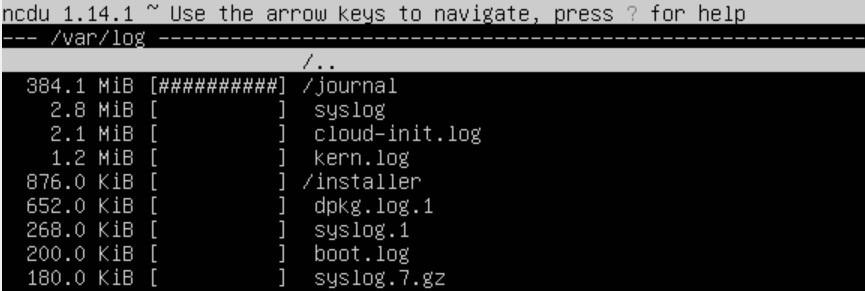 ncdu 1.14.1 ~ Use the arrow keys to navigate, press ? for help
--- /var/log -----------------------------------------------------------
                         /..
  384.1 MiB [##########] /journal
    2.8 MiB [          ]  syslog
    2.1 MiB [          ]  cloud-init.log
    1.2 MiB [          ]  kern.log
  876.0 KiB [          ] /installer
  652.0 KiB [          ]  dpkg.log.1
  268.0 KiB [          ]  syslog.1
  200.0 KiB [          ]  boot.log
  180.0 KiB [          ]  syslog.7.gz